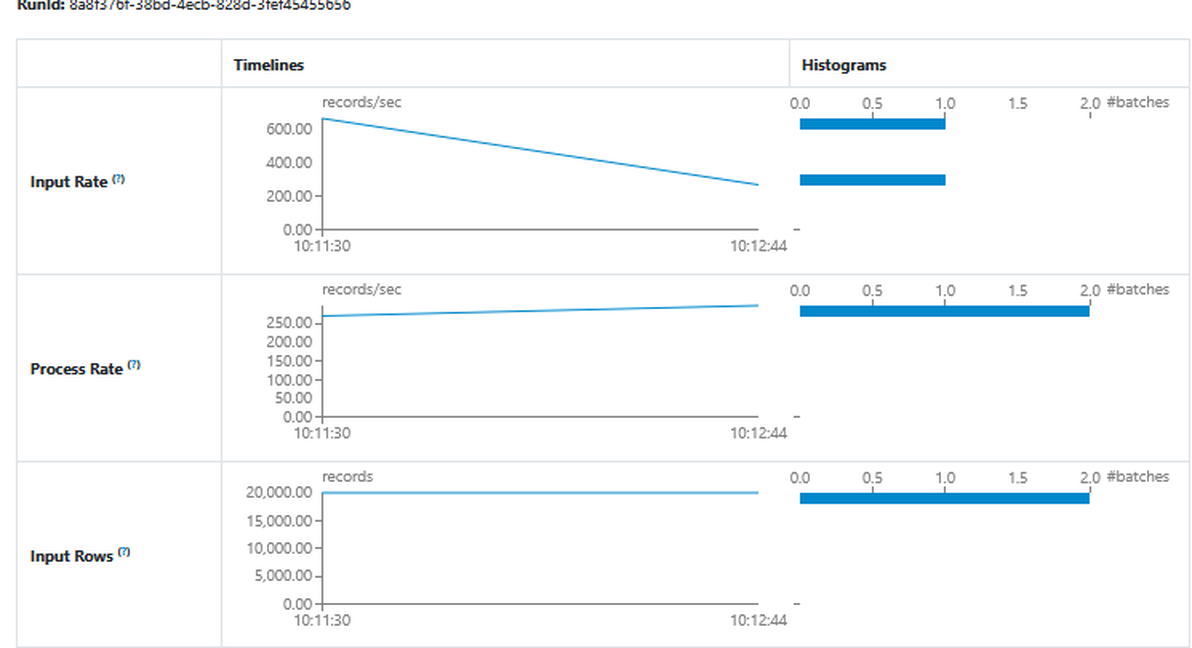 RunId: 8a8f376f-38bd-4ecb-828d-3fef45455656
Timelines
Histograms
Input Rate (?)
records/sec
600.00
400.00
200.00
0.00
10:11:30
10:12:44
0.0 0.5 1.0 1.5 2.0 #batches
Process Rate (?)
records/sec
250.00
200.00
150.00
100.00
50.00
0.00
10:11:30
10:12:44
0.0 0.5 1.0 1.5 2.0 #batches
Input Rows (?)
records
20,000.00
15,000.00
10,000.00
5,000.00
0.00
10:11:30
10:12:44
0.0 0.5 1.0 1.5 2.0 #batches